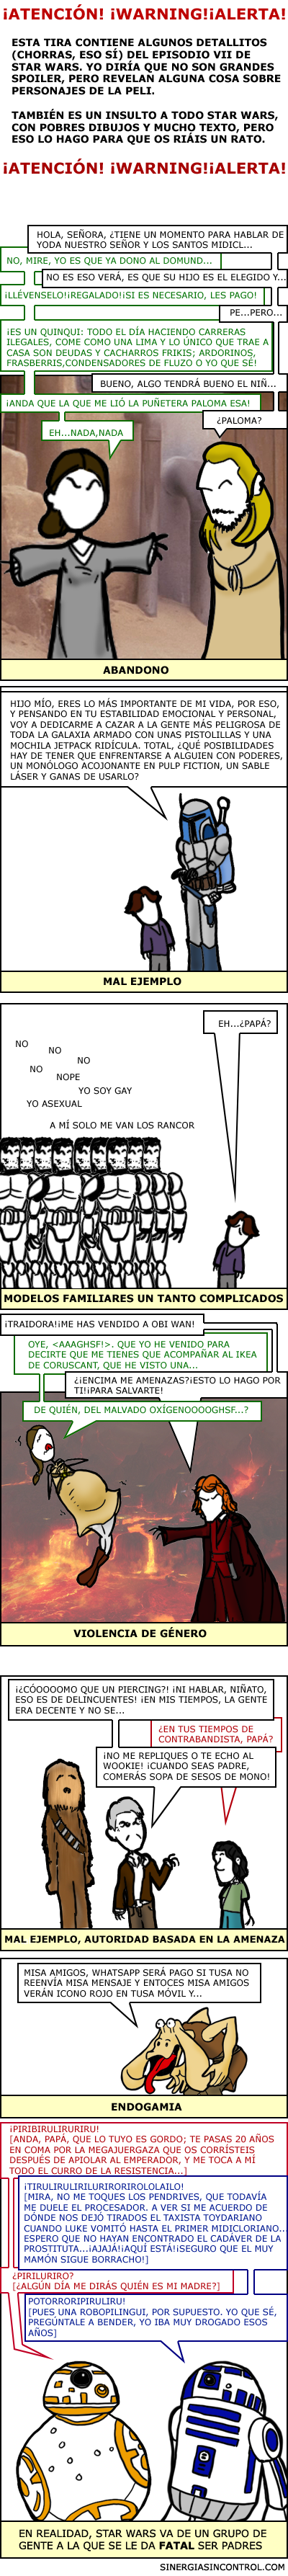 ¡ATENCIÓN! ¡WARNING!¡ALERTA!
ESTA TIRA CONTIENE ALGUNOS DETALLITOS
(CHORRAS, ESO SÍ) DEL EPISODIO VII DE
STAR WARS. YO DIRÍA QUE NO SON GRANDES
SPOILER, PERO REVELAN ALGUNA COSA SOBRE
PERSONAJES DE LA PELI.
TAMBIÉN ES UN INSULTO A TODO STAR WARS,
CON POBRES DIBUJOS Y MUCHO TEXTO, PERO
ESO LO HAGO PARA QUE OS RIÁIS UN RATO.
¡ATENCIÓN! ¡WARNING!¡ALERTA!
HOLA, SEÑORA, ¿TIENE UN MOMENTO PARA HABLAR DE
YODA NUESTRO SEÑOR Y LOS SANTOS MIDICL...
NO, MIRE, YO ES QUE YA DONO AL DOMUND...
NO ES ESO VERÁ, ES QUE SU HIJO ES EL ELEGIDO Y...
¡LLÉVENSELO!¡REGALADO!¡SI ES NECESARIO, LES PAGO!
PE...PERO...
¡ES UN QUINQUI: TODO EL DÍA HACIENDO CARRERAS
ILEGALES, COME COMO UNA LIMA Y LO ÚNICO QUE TRAE A
CASA SON DEUDAS Y CACHARROS FRIKIS; ARDORINOS,
FRASBERRIS,CONDENSADORES DE FLUZO O YO QUE SÉ!
BUENO, ALGO TENDRÁ BUENO EL NIÑ...
¡ANDA QUE LA QUE ME LIÓ LA PUÑETERA PALOMA ESA!
¿PALOMA?
EH...NADA,NADA
ABANDONO
HIJO MÍO, ERES LO MÁS IMPORTANTE DE MI VIDA, POR ESO,
Y PENSANDO EN TU ESTABILIDAD EMOCIONAL Y PERSONAL,
VOY A DEDICARME A CAZAR A LA GENTE MÁS PELIGROSA DE
TODA LA GALAXIA ARMADO CON UNAS PISTOLILLAS Y UNA
MOCHILA JETPACK RIDÍCULA. TOTAL, ¿QUÉ POSIBILIDADES
HAY DE TENER QUE ENFRENTARSE A ALGUIEN CON PODERES,
UN MONÓLOGO ACOJONANTE EN PULP FICTION, UN SABLE
LÁSER Y GANAS DE USARLO?
MAL EJEMPLO
EH...¿PAPÁ?
NO
NO
NO
NO
NOPE
YO SOY GAY
YO ASEXUAL
A MÍ SOLO ME VAN LOS RANCOR
MODELOS FAMILIARES UN TANTO COMPLICADOS
¡TRAIDORA!¡ME HAS VENDIDO A OBI WAN!
OYE, <AAAGHSF!>. QUE YO HE VENIDO PARA
DECIRTE QUE ME TIENES QUE ACOMPAÑAR AL IKEA
DE CORUSCANT, QUE HE VISTO UNA...
¿¡ENCIMA ME AMENAZAS?¡ESTO LO HAGO POR
TI!¡PARA SALVARTE!
DE QUIÉN, DEL MALVADO OXÍGENOOOOGHSF...?
VIOLENCIA DE GÉNERO
¡¿CÓOOOOMO QUE UN PIERCING?! ¡NI HABLAR, NIÑATO,
ESO ES DE DELINCUENTES! ¡EN MIS TIEMPOS, LA GENTE
ERA DECENTE Y NO SE...
¿EN TUS TIEMPOS DE
CONTRABANDISTA, PAPÁ?
¡NO ME REPLIQUES O TE ECHO AL
WOOKIE! ¡CUANDO SEAS PADRE,
COMERÁS SOPA DE SESOS DE MONO!
MAL EJEMPLO, AUTORIDAD BASADA EN LA AMENAZA
MISA AMIGOS, WHATSAPP SERÁ PAGO SI TUSA NO
REENVÍA MISA MENSAJE Y ENTOCES MISA AMIGOS
VERÁN ICONO ROJO EN TUSA MÓVIL Y...
ENDOGAMIA
¡PIRIBIRULIRURIRU!
[ANDA, PAPÁ, QUE LO TUYO ES GORDO; TE PASAS 20 AÑOS
EN COMA POR LA MEGAJUERGAZA QUE OS CORRÍSTEIS
DESPUÉS DE APIOLAR AL EMPERADOR, Y ME TOCA A MÍ
TODO EL CURRO DE LA RESISTENCIA...]
¡TIRULIRULIRILURIRORIROLOLAILO!
[MIRA, NO ME TOQUES LOS PENDRIVES, QUE TODAVÍA
ME DUELE EL PROCESADOR. A VER SI ME ACUERDO DE
DÓNDE NOS DEJÓ TIRADOS EL TAXISTA TOYDARIANO
CUANDO LUKE VOMITÓ HASTA EL PRIMER MIDICLORIANO...
ESPERO QUE NO HAYAN ENCONTRADO EL CADÁVER DE LA
PROSTITUTA...¡AJAJÁ!¡AQUÍ ESTÁ!¡SEGURO QUE EL MUY
MAMÓN SIGUE BORRACHO!]
¿PIRILURIRO?
[¿ALGÚN DÍA ME DIRÁS QUIÉN ES MI MADRE?]
POTORRORIPIRULIRU!
[PUES UNA ROBOPILINGUI, POR SUPUESTO. YO QUE SÉ,
PREGÚNTALE A BENDER, YO IBA MUY DROGADO ESOS
AÑOS]
EN REALIDAD, STAR WARS VA DE UN GRUPO DE
GENTE A LA QUE SE LE DA FATAL SER PADRES
SINERGIASINCONTROL.COM